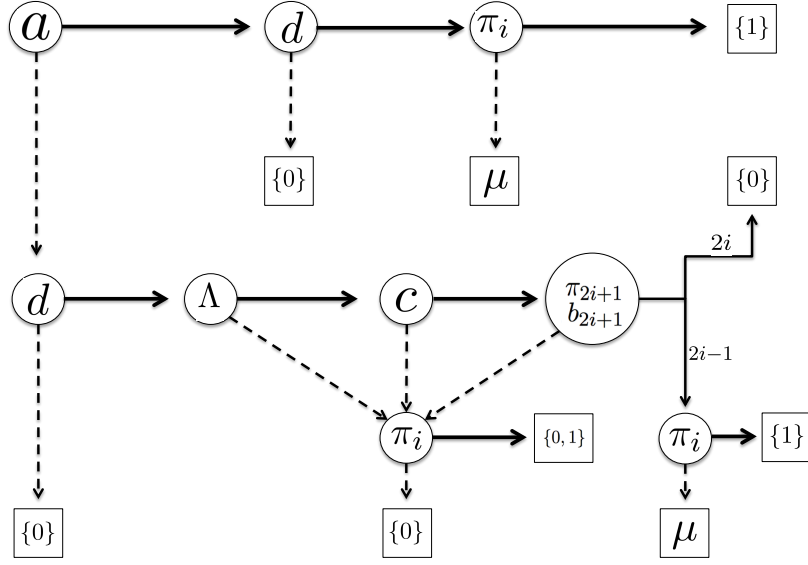 a d π_i {1}
{0} μ {0}
2i
d Λ c π_{2i+1}
b_{2i+1}
2i−1
π_i {0,1} π_i {1}
{0} {0} μ